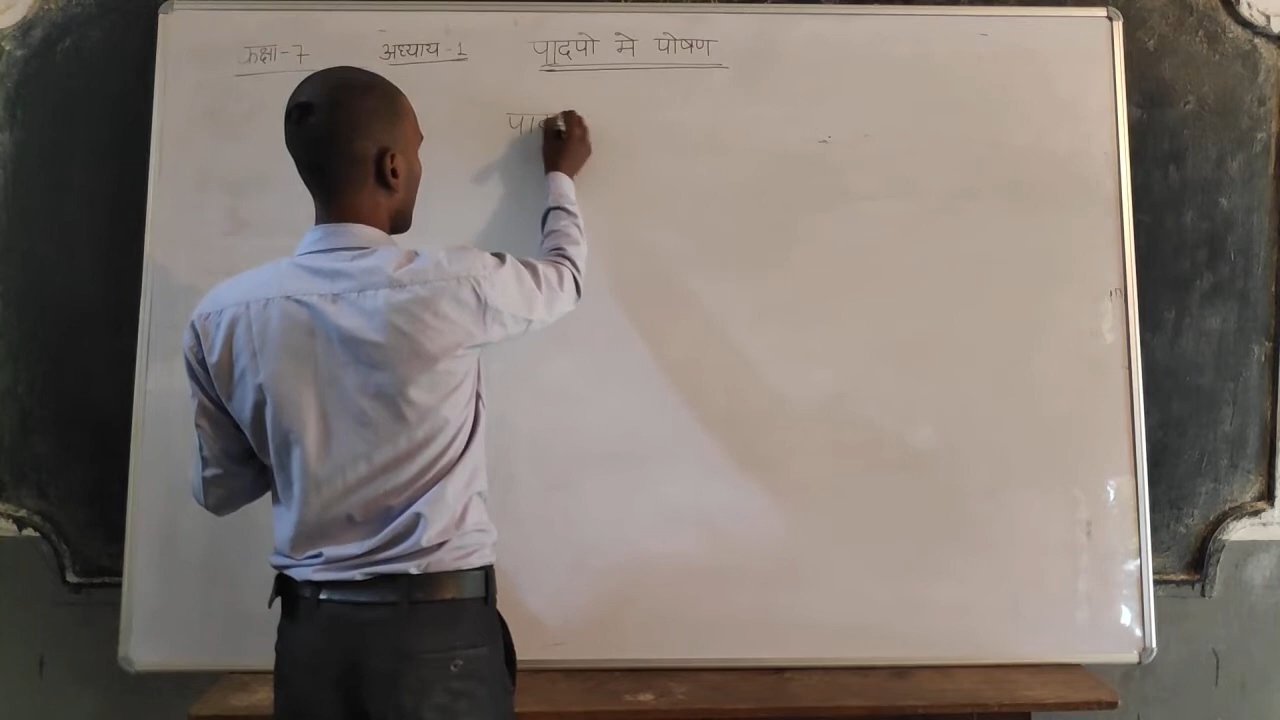 कक्षा-7 अध्याय-1 पादपो मे पोषण